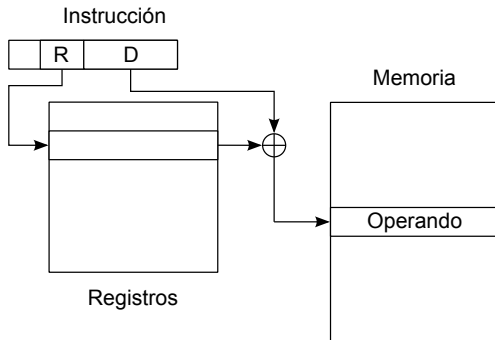 Instrucción
R D
Memoria
Operando
Registros